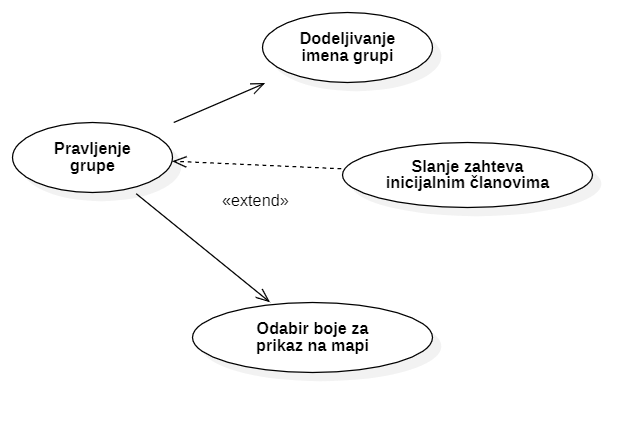 Dodeljivanje
imena grupi
Pravljenje
grupe
Slanje zahteva
inicijalnim članovima
«extend»
Odabir boje za
prikaz na mapi